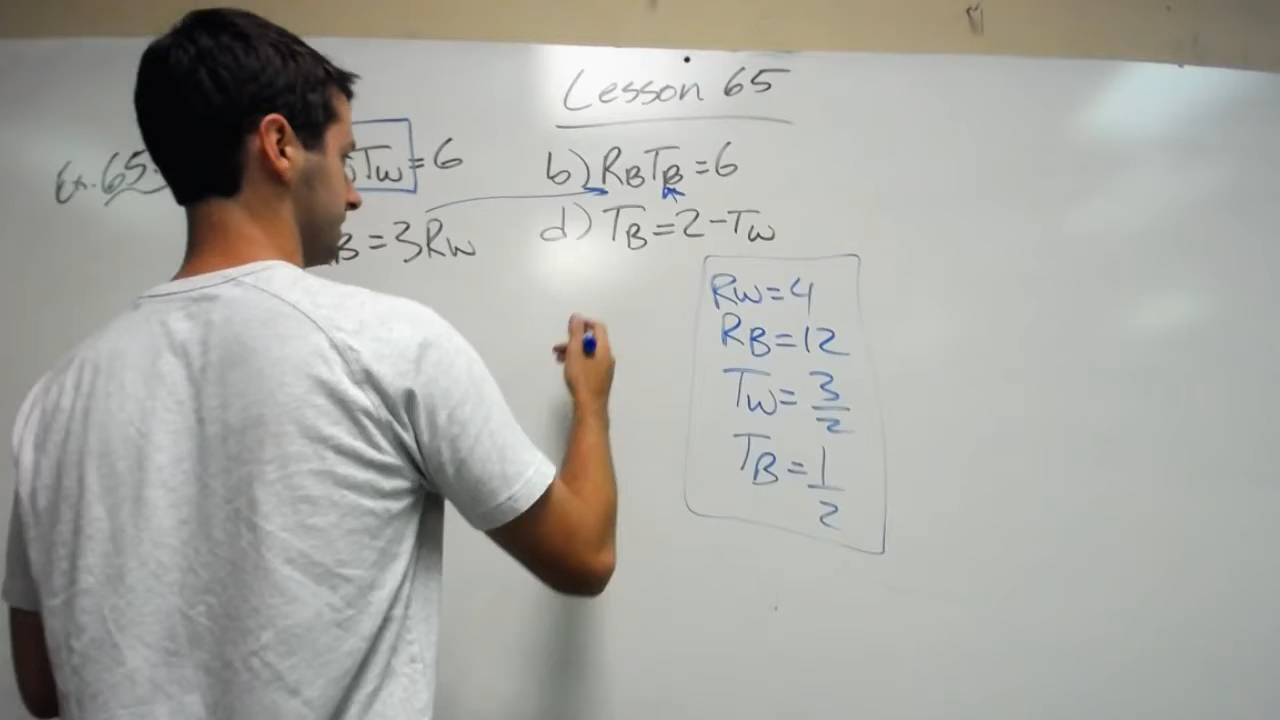 Lesson 65
Ex. 65.
TW = 6
b) RBTB = 6
B = 3RW
d) TB = 2 - TW
RW = 4
RB = 12
TW = 3/2
TB = 1/2